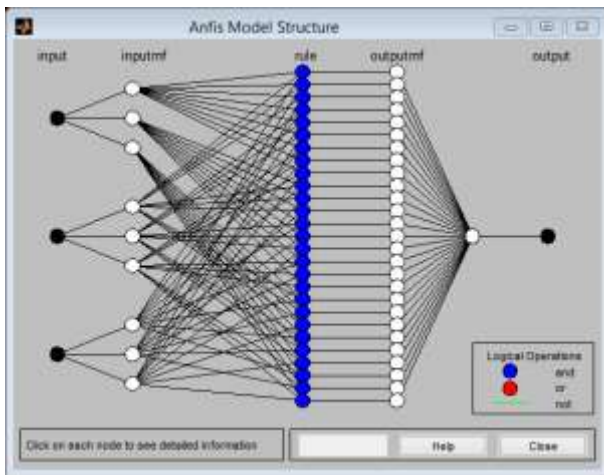 Anfis Model Structure
input inputmf rule outputmf output
Logical Operations
and
or
not
Click on each node to see detailed information
Help Close